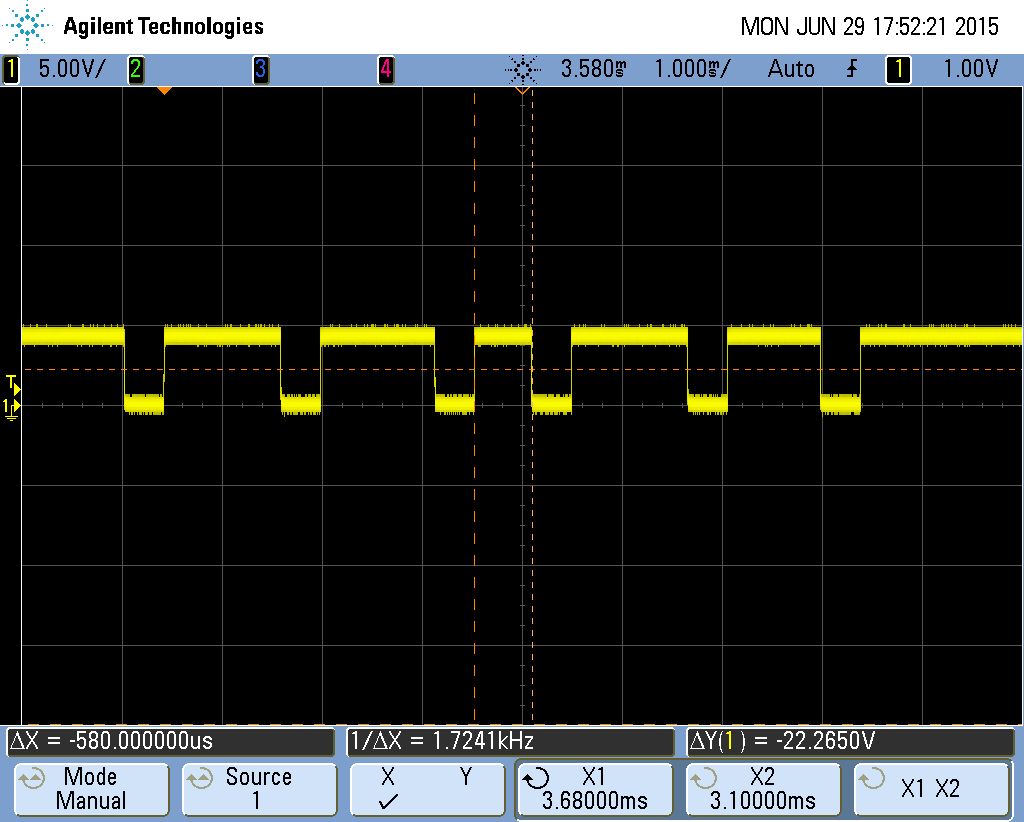 Agilent Technologies MON JUN 29 17:52:21 2015
1 5.00V/ 2 3 4 3.580ms 1.000ms/ Auto 1 1.00V
T
1
ΔX = -580.000000us 1/ΔX = 1.7241kHz ΔY(1) = -22.2650V
Mode Source X Y X1 X2 X1 X2
Manual 1 3.68000ms 3.10000ms